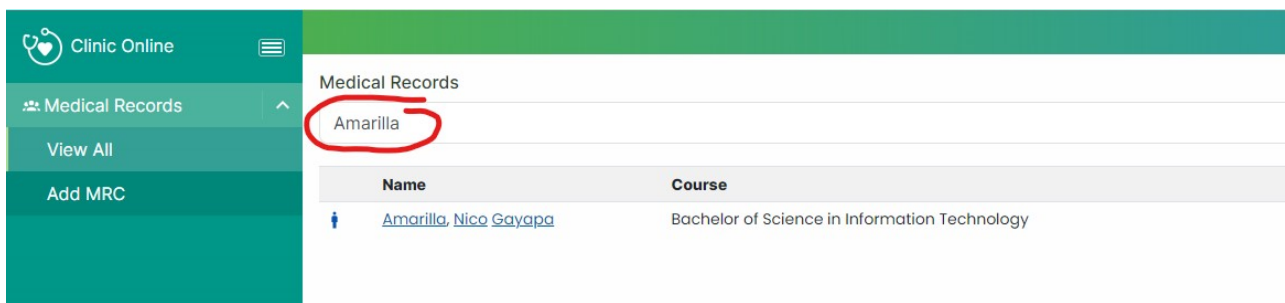 Clinic Online
Medical Records
View All
Add MRC
Medical Records
Amarilla
Name Course
Amarilla, Nico Gayapa Bachelor of Science in Information Technology